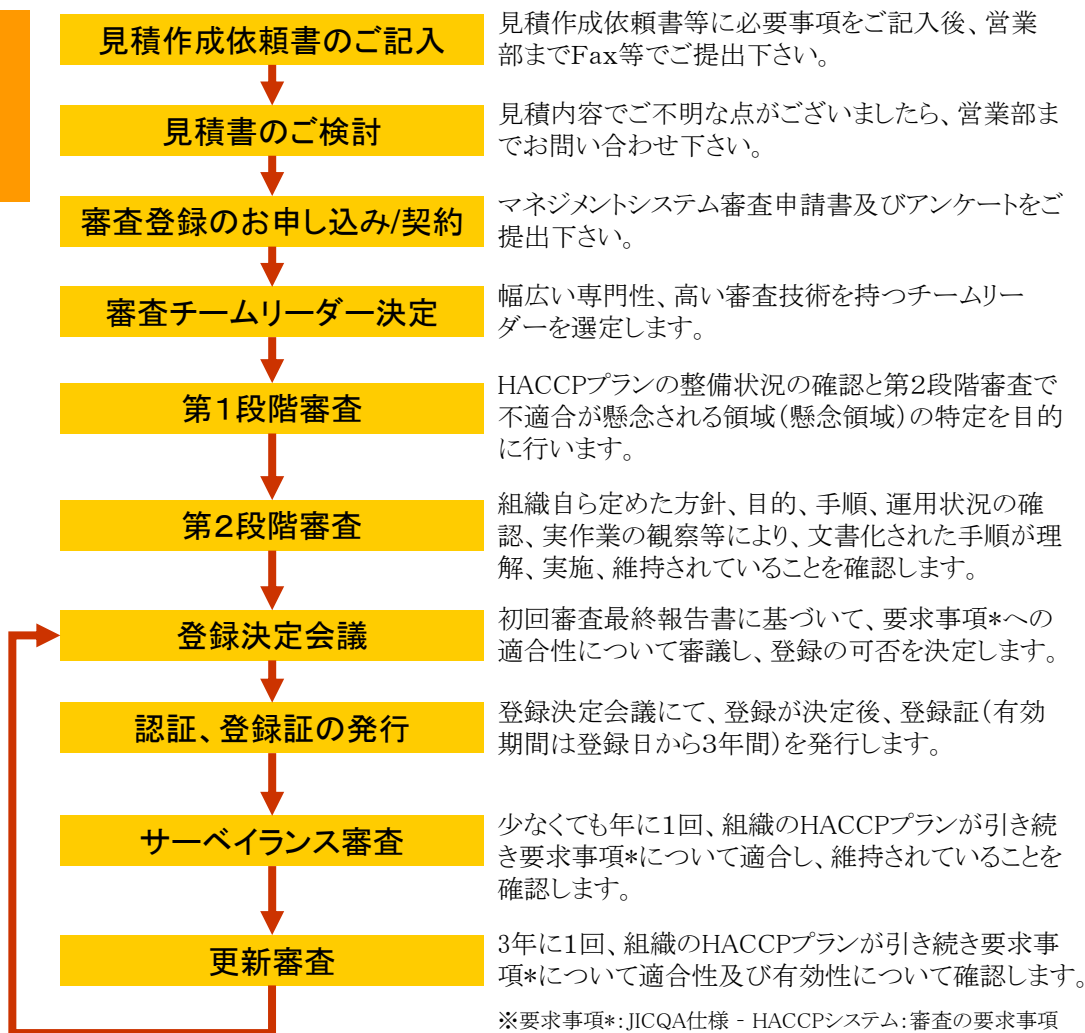 見積作成依頼書のご記入
見積作成依頼書等に必要事項をご記入後、営業
部までFax等でご提出下さい。
見積書のご検討
見積内容でご不明な点がございましたら、営業部ま
でお問い合わせ下さい。
審査登録のお申し込み/契約
マネジメントシステム審査申請書及びアンケートをご
提出下さい。
審査チームリーダー決定
幅広い専門性、高い審査技術を持つチームリー
ダーを選定します。
第1段階審査
HACCPプランの整備状況の確認と第2段階審査で
不適合が懸念される領域(懸念領域)の特定を目的
に行います。
第2段階審査
組織自ら定めた方針、目的、手順、運用状況の確
認、実作業の観察等により、文書化された手順が理
解、実施、維持されていることを確認します。
登録決定会議
初回審査最終報告書に基づいて、要求事項*への
適合性について審議し、登録の可否を決定します。
認証、登録証の発行
登録決定会議にて、登録が決定後、登録証(有効
期間は登録日から3年間)を発行します。
サーベイランス審査
少なくても年に1回、組織のHACCPプランが引き続
き要求事項*について適合し、維持されていることを
確認します。
更新審査
3年に1回、組織のHACCPプランが引き続き要求事
項*について適合性及び有効性について確認します。
※要求事項*:JICQA仕様 - HACCPシステム:審査の要求事項